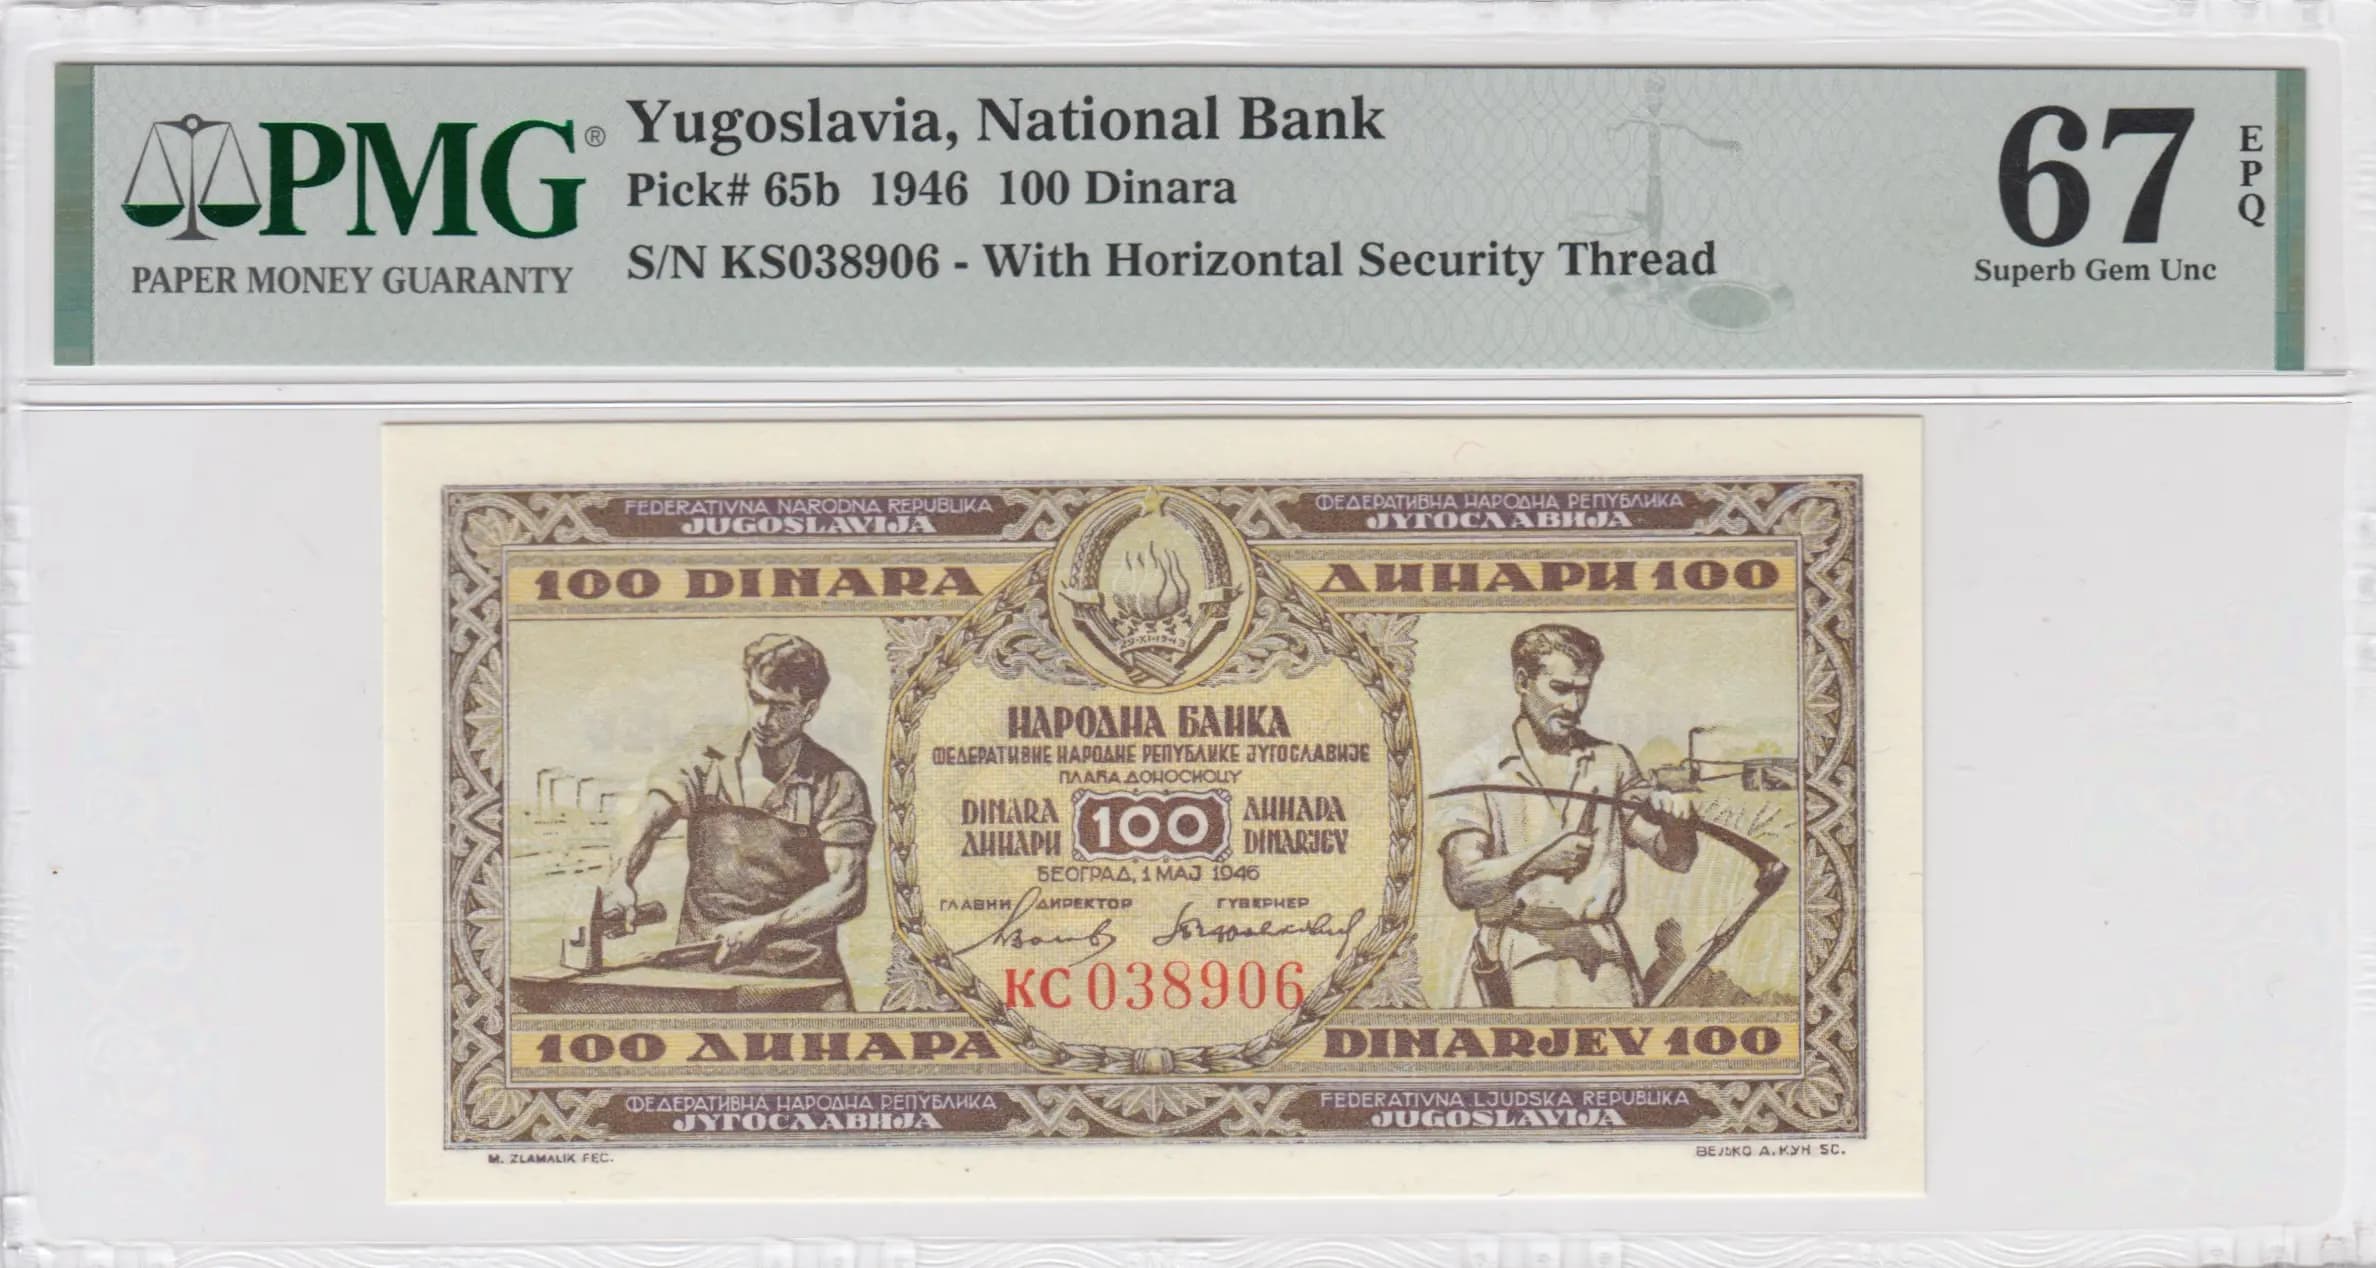 PMG®
PAPER MONEY GUARANTY
Yugoslavia, National Bank
Pick# 65b 1946 100 Dinara
S/N KS038906 - With Horizontal Security Thread
67
EPQ
Superb Gem Unc
FEDERATIVNA NARODNA REPUBLIKA
JUGOSLAVIJA
ФЕДЕРАТИВНА НАРОДНА РЕПУБЛИКА
ЈУГОСЛАВИЈА
100 DINARA
ДИНАРИ 100
29·XI·1943
НАРОДНА БАНКА
ФЕДЕРАТИВНЕ НАРОДНЕ РЕПУБЛИКЕ ЈУГОСЛАВИЈЕ
ПЛАЋА ДОНОСИОЦУ
DINARA 100 ДИНАРА
ДИНАРИ DINARJEV
БЕОГРАД, 1 МАЈ 1946
ГЛАВНИ ДИРЕКТОР ГУВЕРНЕР
КС 038906
100 ДИНАРА
DINARJEV 100
ФЕДЕРАТИВНА НАРОДНА РЕПУБЛИКА
ЈУГОСЛАВИЈА
FEDERATIVNA LJUDSKA REPUBLIKA
JUGOSLAVIJA
M. ZLAMALIK FEC.
ВЕЉКО А. КУН SC.